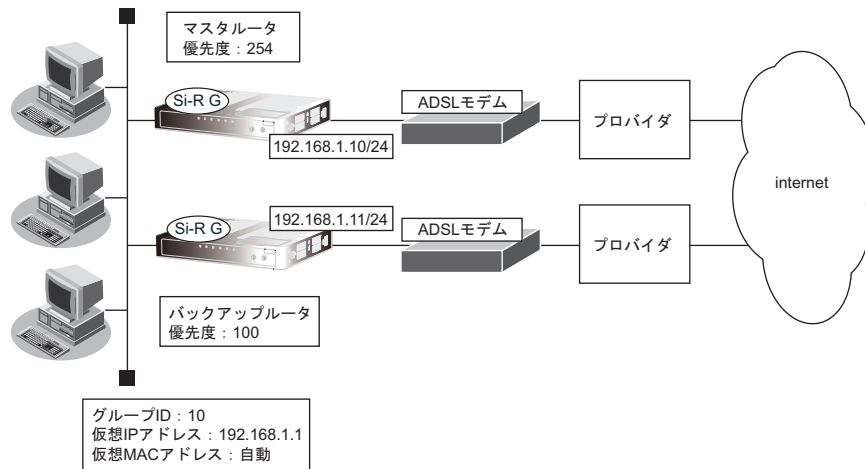 マスタルータ
優先度：254
Si-R G
ADSLモデム
プロバイダ
192.168.1.10/24
internet
192.168.1.11/24
Si-R G
ADSLモデム
プロバイダ
バックアップルータ
優先度：100
グループID：10
仮想IPアドレス：192.168.1.1
仮想MACアドレス：自動